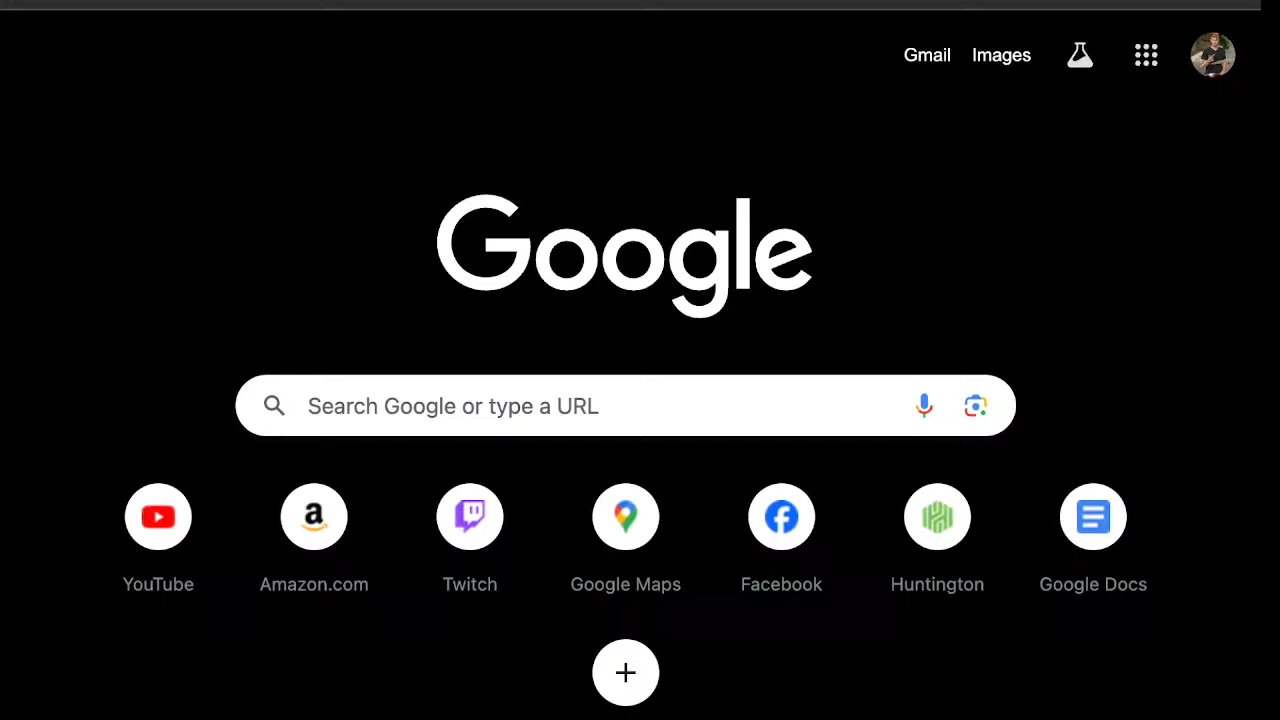 Gmail Images
Google
Search Google or type a URL
a
YouTube Amazon.com Twitch Google Maps Facebook Huntington Google Docs